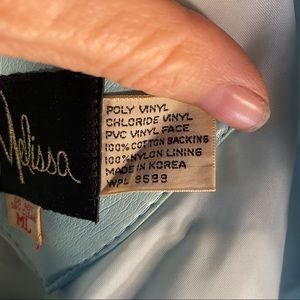 Melissa
POLY VINYL
CHLORIDE VINYL
PVC VINYL FACE
100% COTTON BACKING
100% NYLON LINING
MADE IN KOREA
WPL 9699
ML